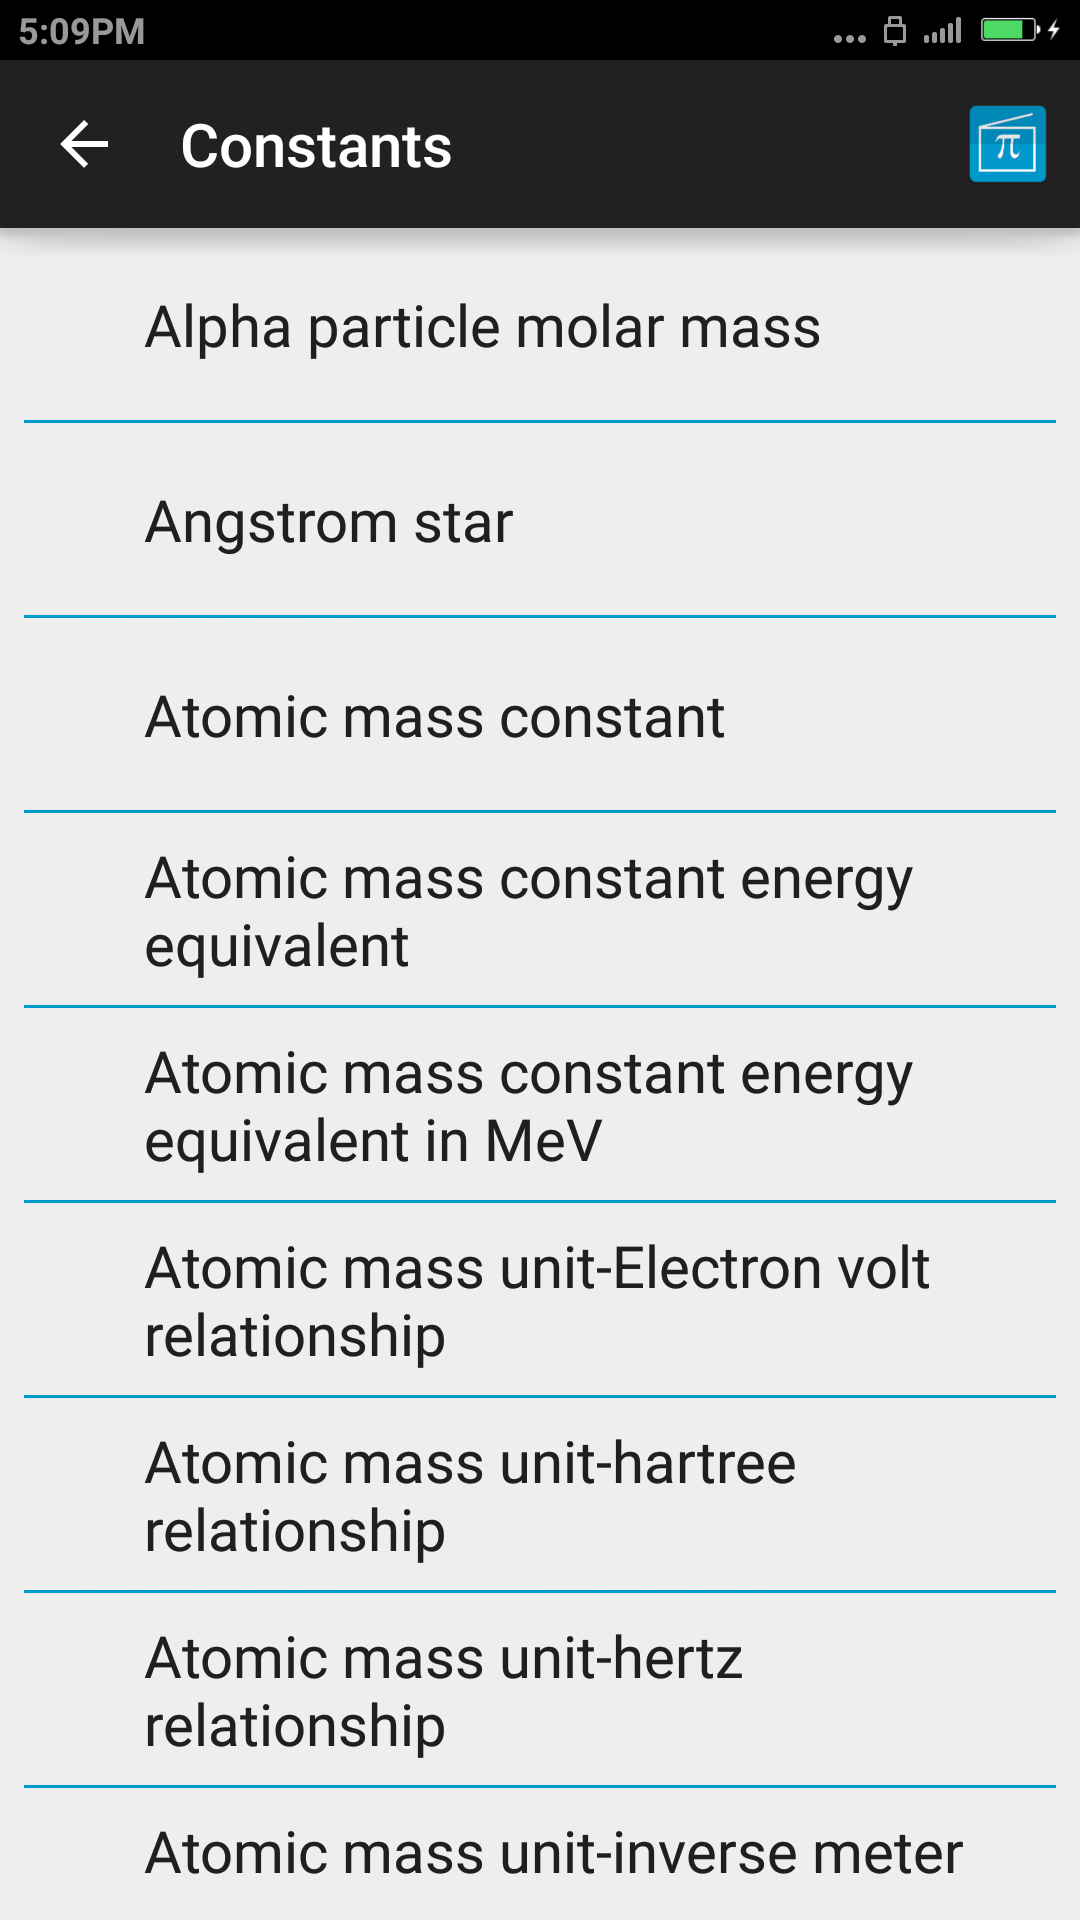 5:09PM
Constants
π
Alpha particle molar mass
Angstrom star
Atomic mass constant
Atomic mass constant energy
equivalent
Atomic mass constant energy
equivalent in MeV
Atomic mass unit-Electron volt
relationship
Atomic mass unit-hartree
relationship
Atomic mass unit-hertz
relationship
Atomic mass unit-inverse meter